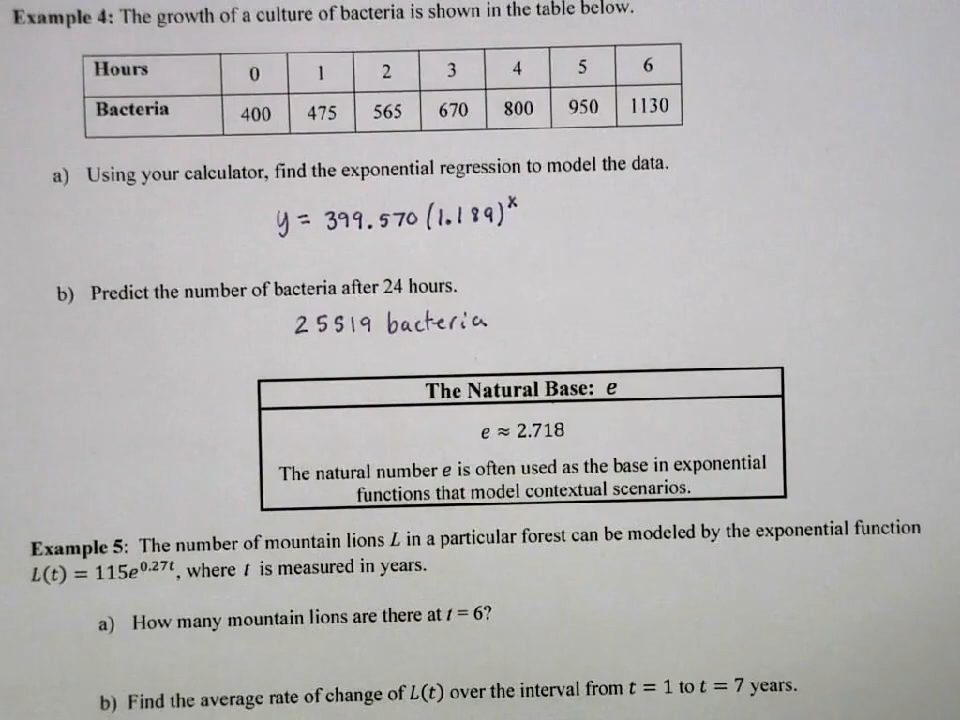 Example 4: The growth of a culture of bacteria is shown in the table below.
Hours 0 1 2 3 4 5 6
Bacteria 400 475 565 670 800 950 1130
a) Using your calculator, find the exponential regression to model the data.
y = 399.570 (1.189)^x
b) Predict the number of bacteria after 24 hours.
25519 bacteria
The Natural Base: e
e ≈ 2.718
The natural number e is often used as the base in exponential
functions that model contextual scenarios.
Example 5: The number of mountain lions L in a particular forest can be modeled by the exponential function
L(t) = 115e^0.27t, where t is measured in years.
a) How many mountain lions are there at t = 6?
b) Find the average rate of change of L(t) over the interval from t = 1 to t = 7 years.